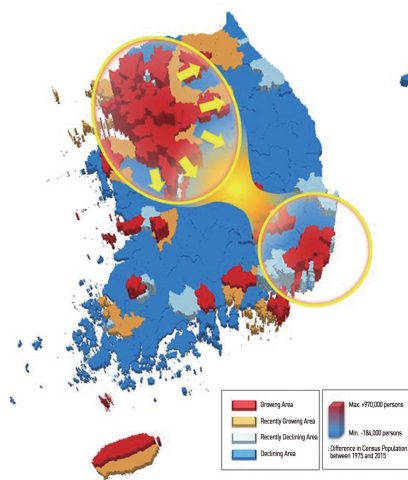 Growing Area
Recently Growing Area
Recently Declining Area
Declining Area
Max. +970,000 persons
Min. -184,000 persons
: Difference in Census Population
between 1975 and 2015